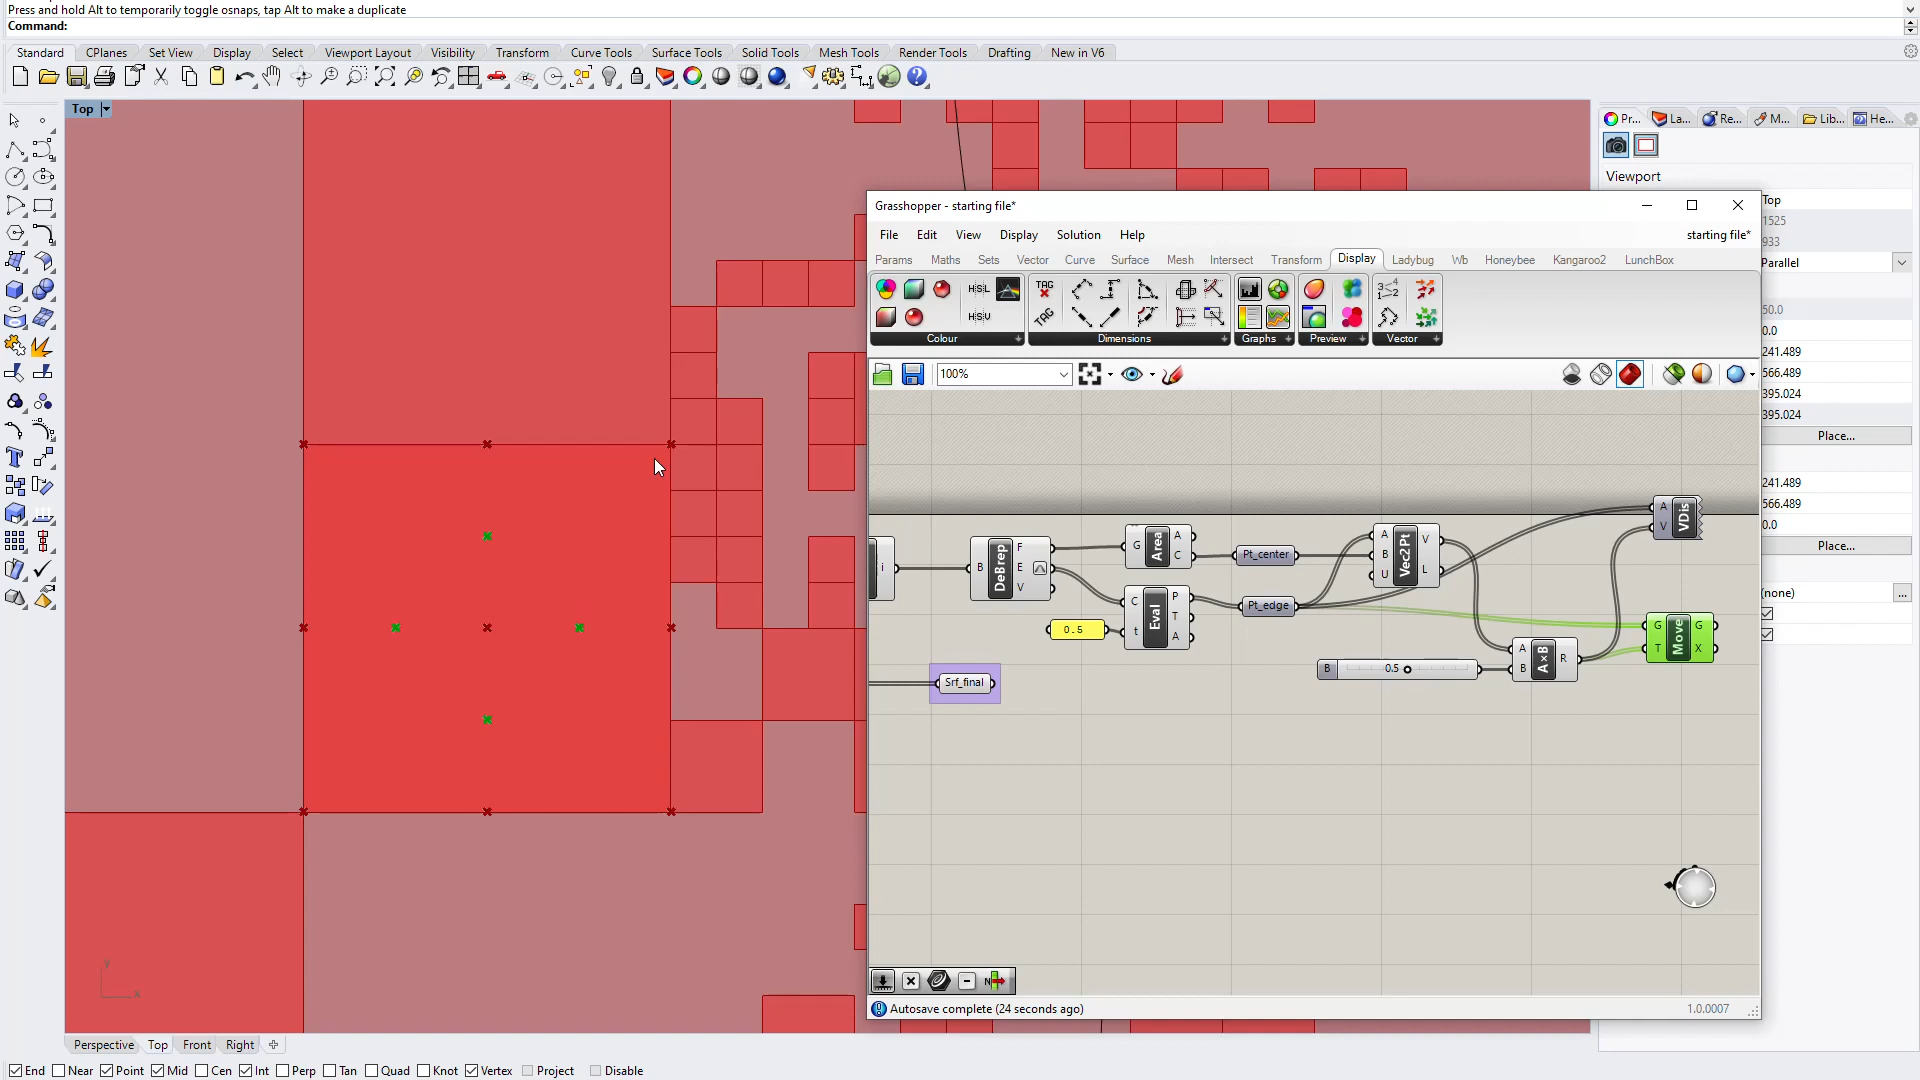 Press and hold Alt to temporarily toggle osnaps, tap Alt to make a duplicate
Command:
Standard CPlanes Set View Display Select Viewport Layout Visibility Transform Curve Tools Surface Tools Solid Tools Mesh Tools Render Tools Drafting New in V6
Top
Pr... La... Re... M... Lib... He...
Viewport
Top
1525
933
Parallel
50.0
0.0
241.489
566.489
395.024
395.024
Place...
241.489
566.489
0.0
Place...
(none)
...
Grasshopper - starting file*
File Edit View Display Solution Help starting file*
Params Maths Sets Vector Curve Surface Mesh Intersect Transform Display Ladybug Wb Honeybee Kangaroo2 LunchBox
H:S:L
H:S:V
TAG
TAG
Colour Dimensions Graphs Preview Vector
100%
i
B DeBrep F E V
G Area A C
Pt_center
A B U Vec2Pt V L
A V VDis
C t Eval P T A
0.5
Pt_edge
G T Move G X
A B A×B R
B 0.5
Srf_final
N
Autosave complete (24 seconds ago) 1.0.0007
y
x
Perspective Top Front Right
End Near Point Mid Cen Int Perp Tan Quad Knot Vertex Project Disable